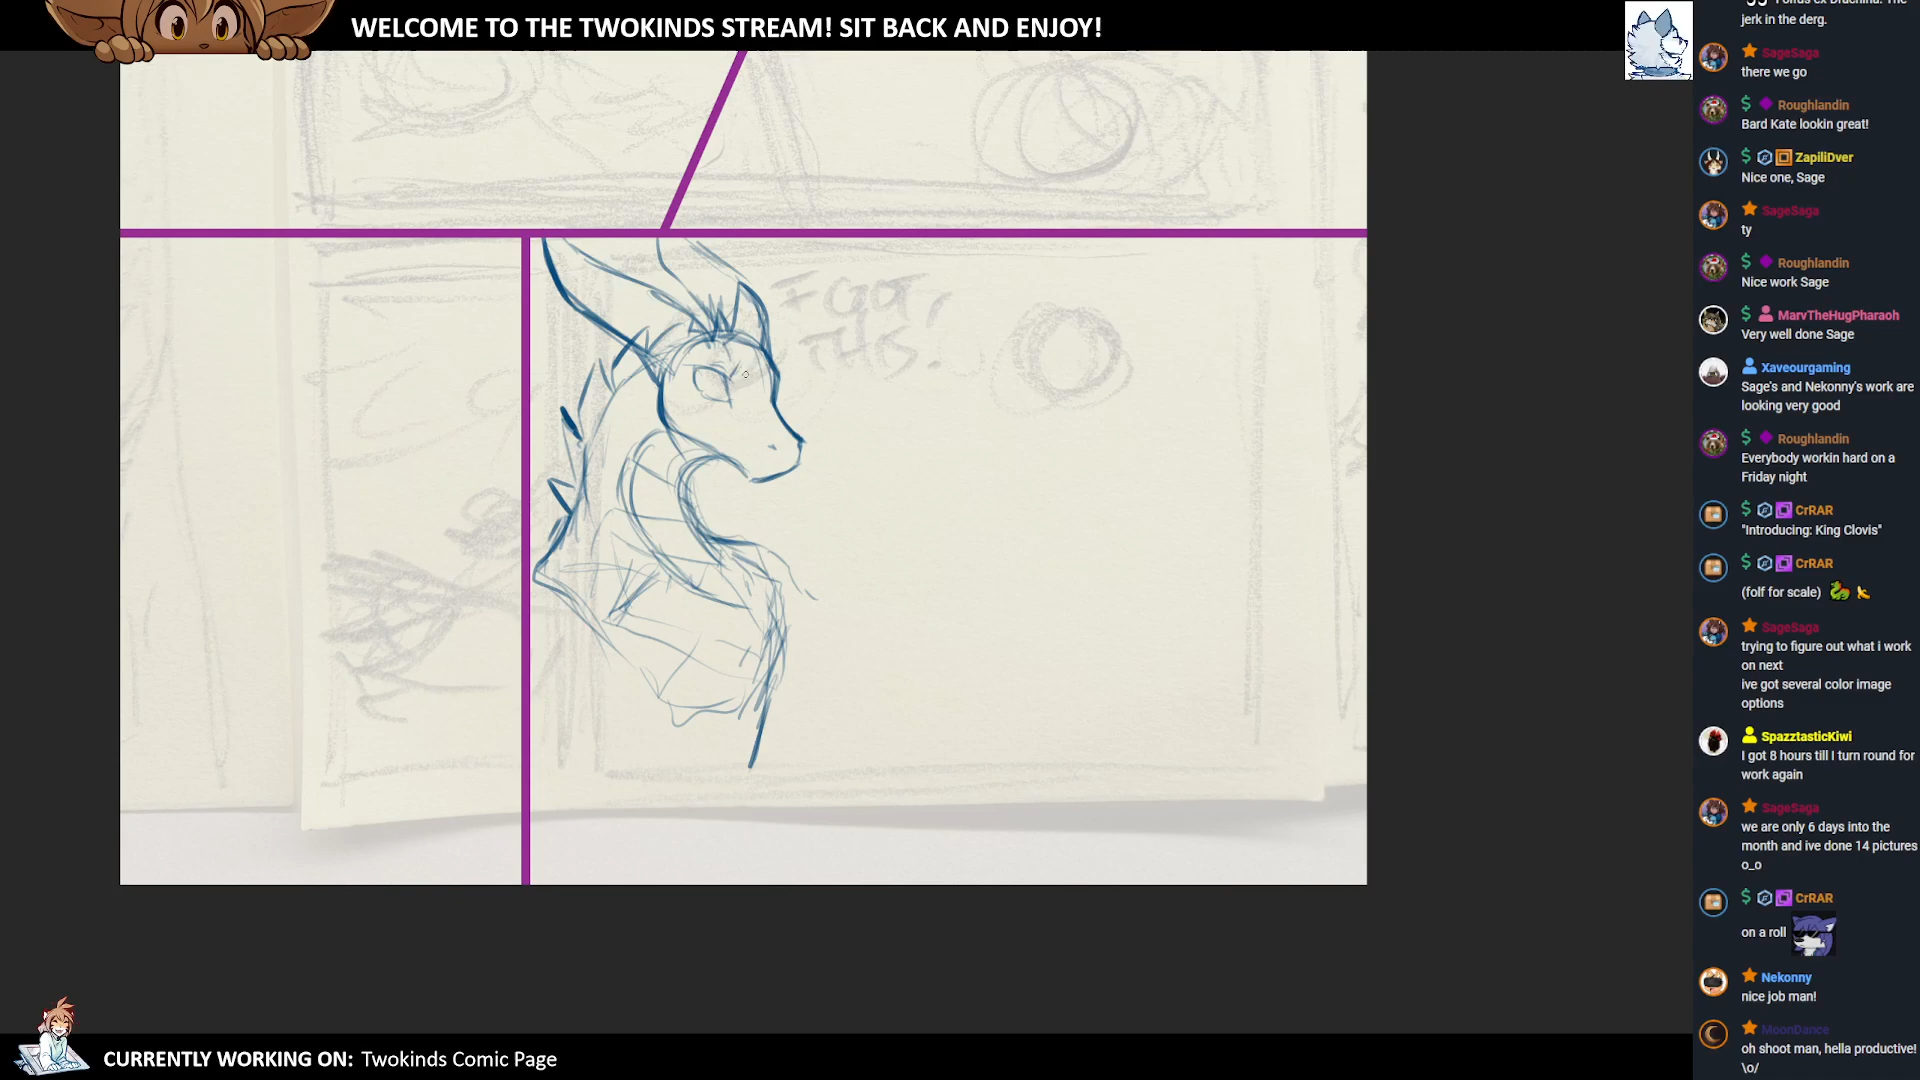 WELCOME TO THE TWOKINDS STREAM! SIT BACK AND ENJOY!
I GOT
THIS!
CURRENTLY WORKING ON: Twokinds Comic Page
jerk in the derg.
SageSaga
there we go
Roughlandin
Bard Kate lookin great!
ZapiliDver
Nice one, Sage
SageSaga
ty
Roughlandin
Nice work Sage
MarvTheHugPharaoh
Very well done Sage
Xaveourgaming
Sage's and Nekonny's work are
looking very good
Roughlandin
Everybody workin hard on a
Friday night
CrRAR
"Introducing: King Clovis"
CrRAR
(folf for scale)
SageSaga
trying to figure out what i work
on next
ive got several color image
options
SpazztasticKiwi
I got 8 hours till I turn round for
work again
SageSaga
we are only 6 days into the
month and ive done 14 pictures
o_o
CrRAR
on a roll
Nekonny
nice job man!
MoonDance
oh shoot man, hella productive!
\o/